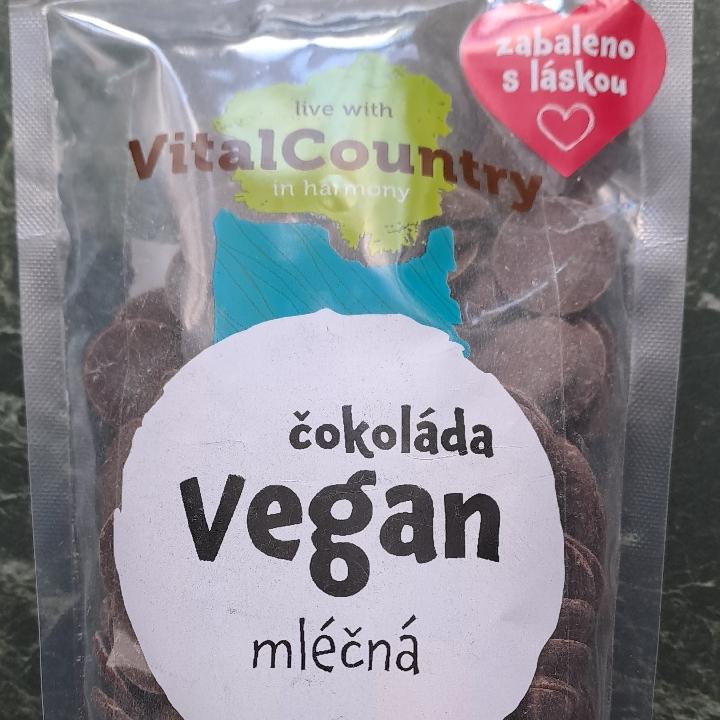 zabaleno
s láskou
live with
VitalCountry
in harmony
čokoláda
vegan
mléčná